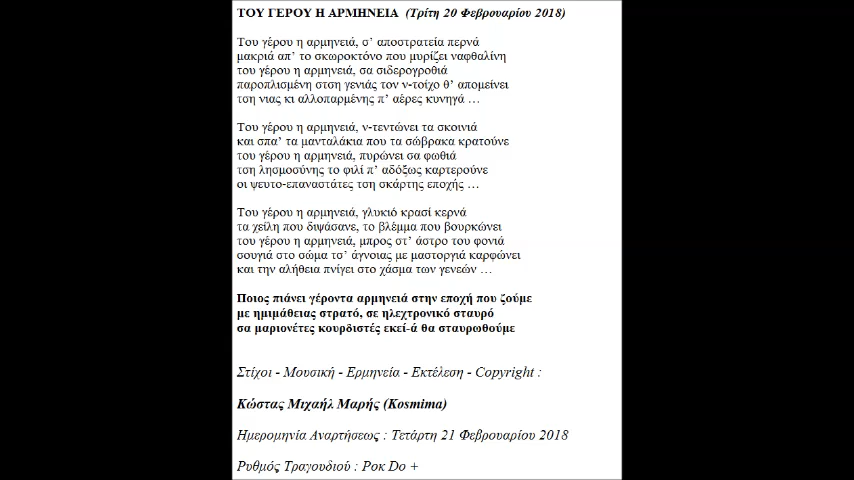 ΤΟΥ ΓΕΡΟΥ Η ΑΡΜΗΝΕΙΑ (Τρίτη 20 Φεβρουαρίου 2018)
Του γέρου η αρμηνειά, σ’ αποστρατεία περνά
μακριά απ’ το σκωροκτόνο που μυρίζει ναφθαλίνη
του γέρου η αρμηνειά, σα σιδερογροθιά
παροπλισμένη στση γενιάς τον ν-τοίχο θ’ απομείνει
τση νιας κι αλλοπαρμένης π’ αέρες κυνηγά …
Του γέρου η αρμηνειά, ν-τεντώνει τα σκοινιά
και σπα’ τα μανταλάκια που τα σώβρακα κρατούνε
του γέρου η αρμηνειά, πυρώνει σα φωθιά
τση λησμοσύνης το φιλί π’ αδόξως καρτερούνε
οι ψευτο-επαναστάτες τση σκάρτης εποχής …
Του γέρου η αρμηνειά, γλυκιό κρασί κερνά
τα χείλη που διψάσανε, το βλέμμα που βουρκώνει
του γέρου η αρμηνειά, μπρος στ’ άστρο του φονιά
σουγιά στο σώμα τσ’ άγνοιας με μαστοριά καρφώνει
και την αλήθεια πνίγει στο χάσμα των γενεών …
Ποιος πιάνει γέροντα αρμηνειά στην εποχή που ζούμε
με ημιμάθειας στρατό, σε ηλεχτρονικό σταυρό
σα μαριονέτες κουρδιστές εκεί-ά θα σταυρωθούμε
Στίχοι - Μουσική - Ερμηνεία - Εκτέλεση - Copyright :
Κώστας Μιχαήλ Μαρής (Kosmima)
Ημερομηνία Αναρτήσεως : Τετάρτη 21 Φεβρουαρίου 2018
Ρυθμός Τραγουδιού : Ροκ Do +